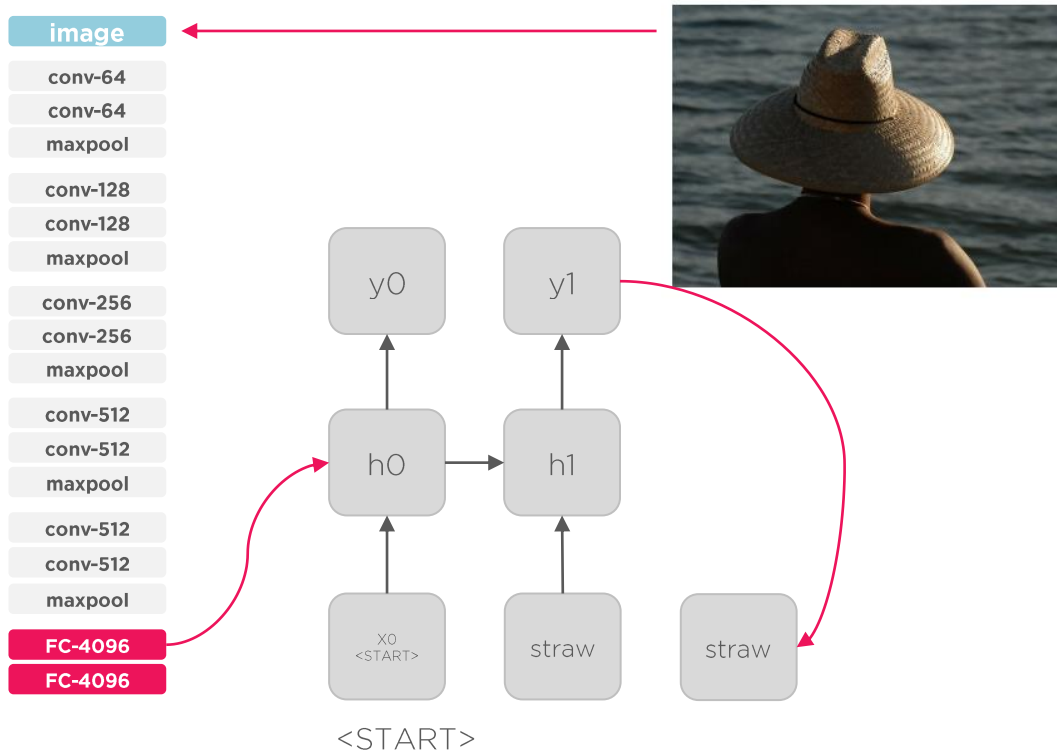 image
conv-64
conv-64
maxpool
conv-128
conv-128
maxpool
conv-256
conv-256
maxpool
conv-512
conv-512
maxpool
conv-512
conv-512
maxpool
FC-4096
FC-4096
y0
y1
h0
h1
X0
<START>
straw
straw
<START>